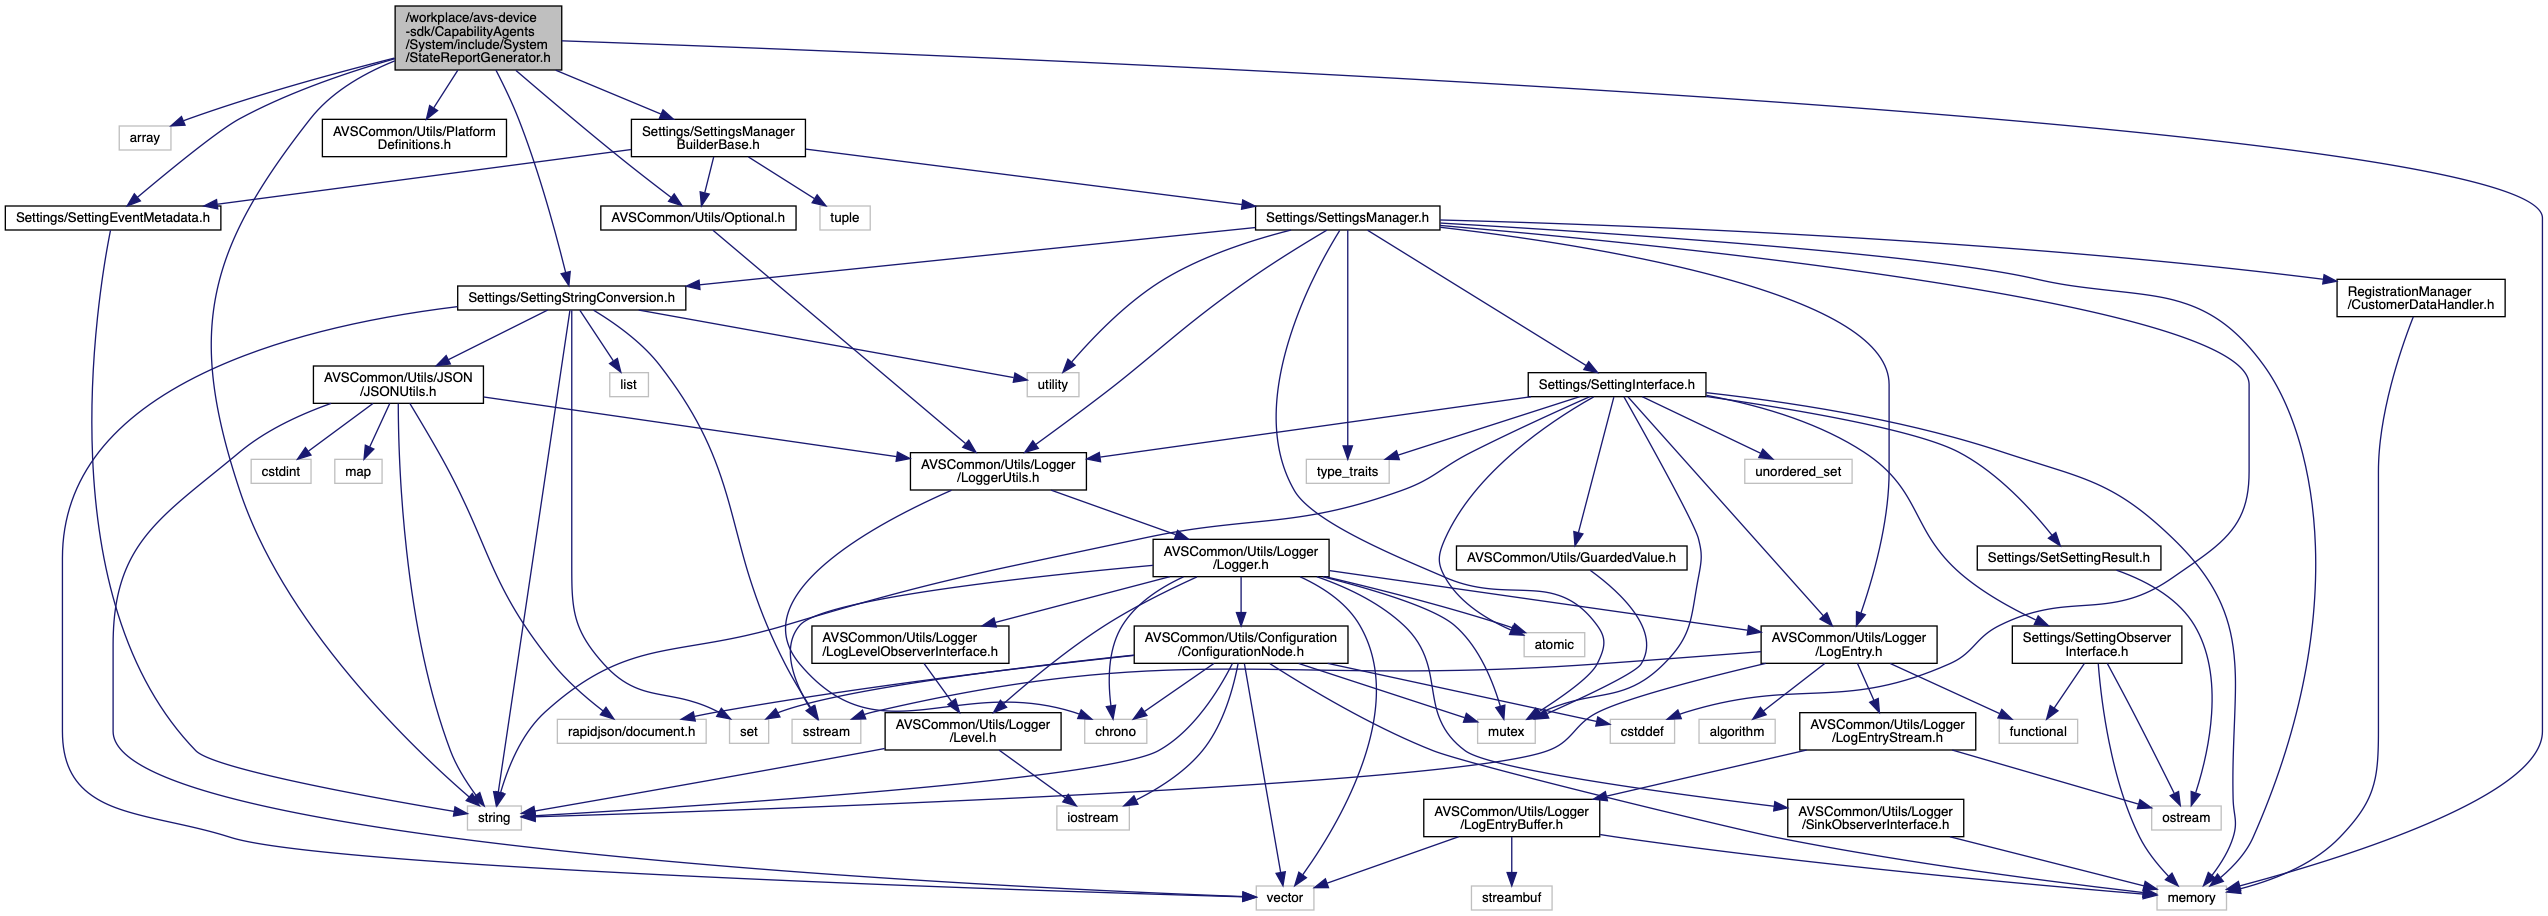 /workplace/avs-device
-sdk/CapabilityAgents
/System/include/System
/StateReportGenerator.h
array
AVSCommon/Utils/Platform
Definitions.h
Settings/SettingsManager
BuilderBase.h
Settings/SettingEventMetadata.h
AVSCommon/Utils/Optional.h
tuple
Settings/SettingsManager.h
Settings/SettingStringConversion.h
RegistrationManager
/CustomerDataHandler.h
AVSCommon/Utils/JSON
/JSONUtils.h
list
utility
Settings/SettingInterface.h
cstdint
map
AVSCommon/Utils/Logger
/LoggerUtils.h
type_traits
unordered_set
AVSCommon/Utils/Logger
/Logger.h
AVSCommon/Utils/GuardedValue.h
Settings/SetSettingResult.h
AVSCommon/Utils/Logger
/LogLevelObserverInterface.h
AVSCommon/Utils/Configuration
/ConfigurationNode.h
atomic
AVSCommon/Utils/Logger
/LogEntry.h
Settings/SettingObserver
Interface.h
rapidjson/document.h
set
sstream
AVSCommon/Utils/Logger
/Level.h
chrono
mutex
cstddef
algorithm
AVSCommon/Utils/Logger
/LogEntryStream.h
functional
string
iostream
AVSCommon/Utils/Logger
/LogEntryBuffer.h
AVSCommon/Utils/Logger
/SinkObserverInterface.h
ostream
vector
streambuf
memory